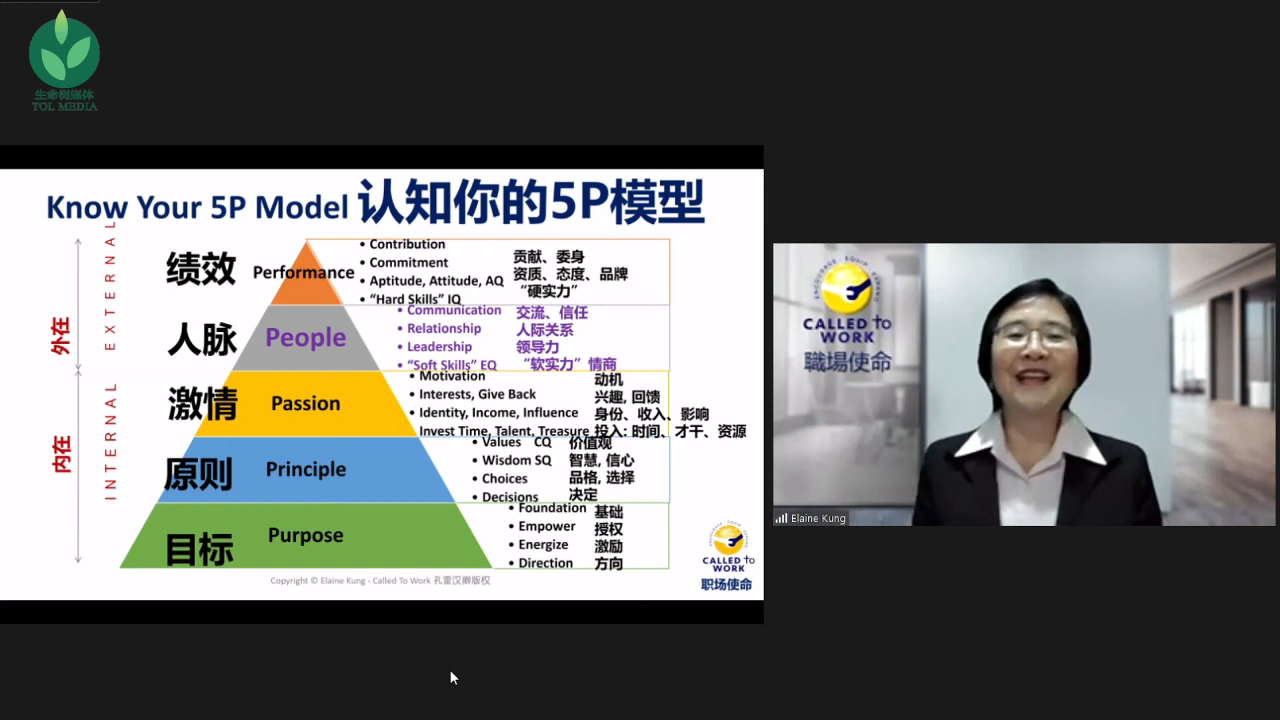 生命树媒体
TOL MEDIA
Know Your 5P Model 认知你的5P模型
EXTERNAL
外在
INTERNAL
内在
绩效 Performance
• Contribution
• Commitment
• Aptitude, Attitude, AQ
• “Hard Skills” IQ
贡献、委身
资质、态度、品牌
“硬实力”
人脉 People
• Communication 交流、信任
• Relationship 人际关系
• Leadership 领导力
• “Soft Skills” EQ “软实力” 情商
激情 Passion
• Motivation 动机
• Interests, Give Back 兴趣, 回馈
• Identity, Income, Influence 身份、收入、影响
Invest Time, Talent, Treasure 投入: 时间、才干、资源
原则 Principle
• Values CQ 价值观
• Wisdom SQ 智慧, 信心
• Choices 品格, 选择
• Decisions 决定
目标 Purpose
• Foundation 基础
• Empower 授权
• Energize 激励
• Direction 方向
CALLED TO
WORK
职场使命
Copyright © Elaine Kung - Called To Work 孔雷汉卿版权
ENCOURAGE EQUIP EXPAND
CALLED TO
WORK
職場使命
Elaine Kung